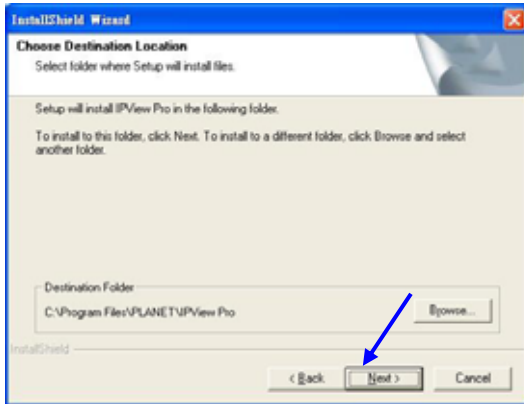 InstallShield Wizard
Choose Destination Location
Select folder where Setup will install files.
Setup will install IPView Pro in the following folder.
To install to this folder, click Next. To install to a different folder, click Browse and select
another folder.
Destination Folder
C:\Program Files\PLANET\IPView Pro
Browse...
InstallShield
< Back
Next >
Cancel